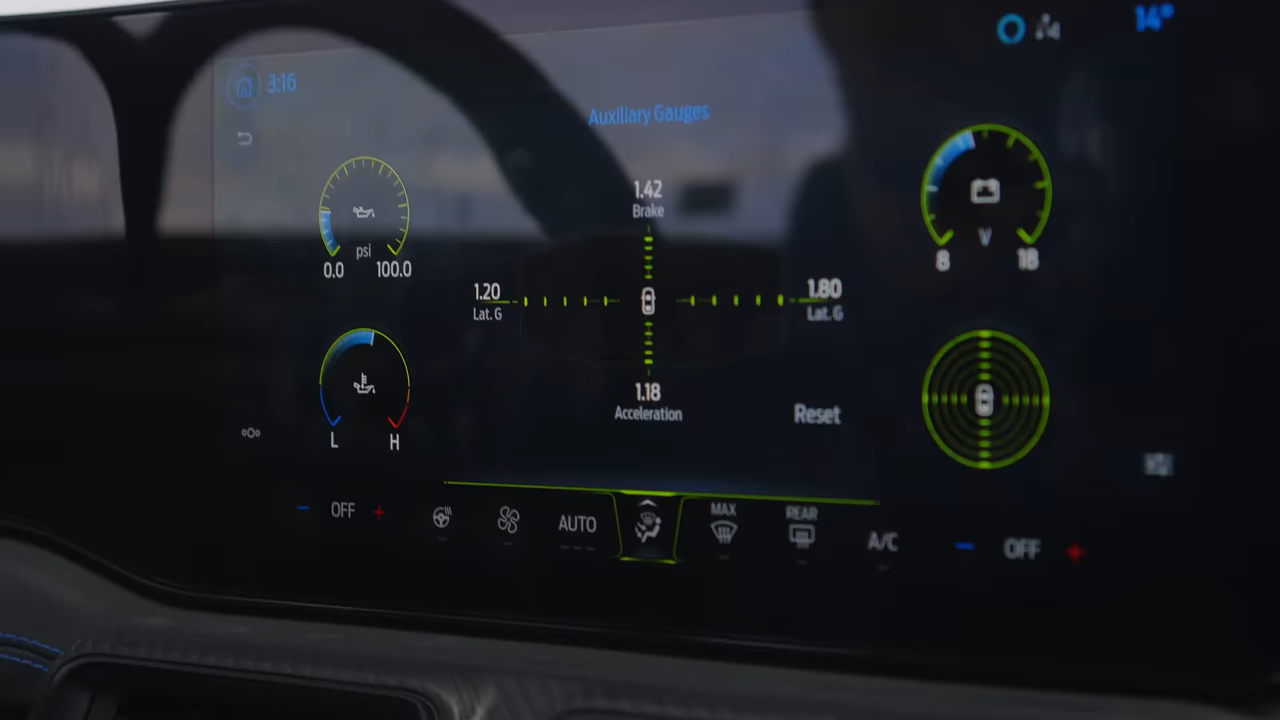 14°
3:16
Auxiliary Gauges
1.42
Brake
psi
0.0 100.0
V
8 18
1.20
Lat. G
1.80
Lat. G
1.18
Acceleration
Reset
L H
OFF
AUTO
MAX
REAR
A/C
OFF